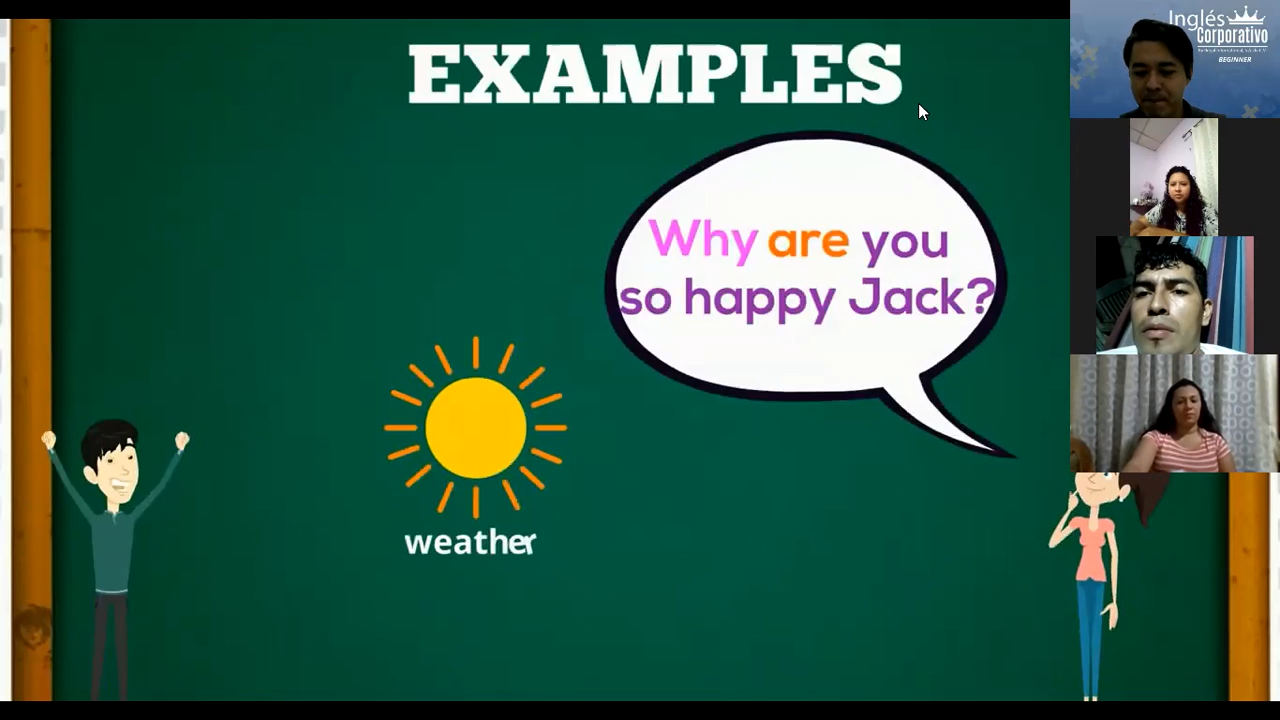 EXAMPLES
Why are you
so happy Jack?
weather
Inglés
Corporativo
BEGINNER